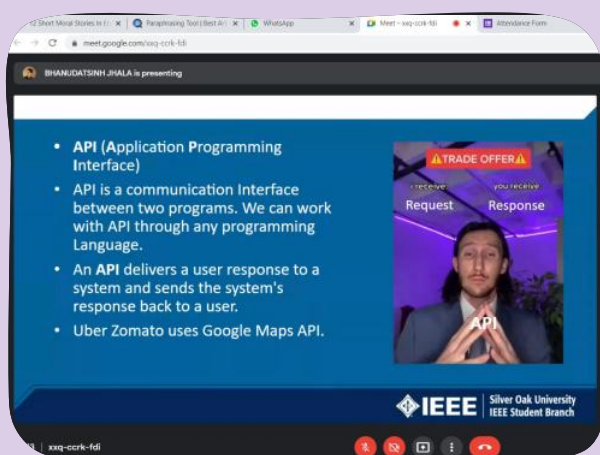 12 Short Moral Stories In E
Paraphrasing Tool | Best Ar
WhatsApp
Meet – xxq-ccrk-fdi
Attendance Form
meet.google.com/xxq-ccrk-fdi
BHANUDATSINH JHALA is presenting
• API (Application Programming
Interface)
• API is a communication Interface
between two programs. We can work
with API through any programming
Language.
• An API delivers a user response to a
system and sends the system's
response back to a user.
• Uber Zomato uses Google Maps API.
⚠TRADE OFFER⚠
i receive:
you receive:
Request
Response
API
IEEE
Silver Oak University
IEEE Student Branch
xxq-ccrk-fdi